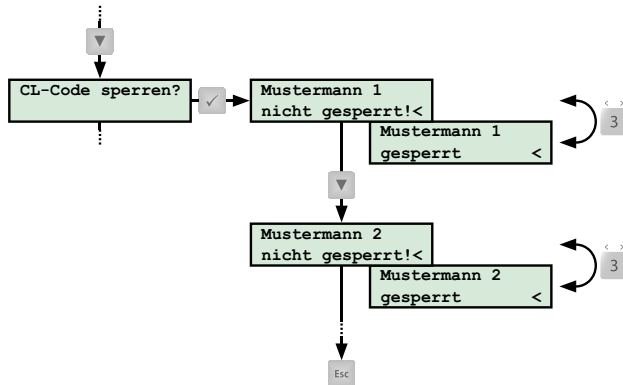 CL-Code sperren?
Mustermann 1
nicht gesperrt!<
Mustermann 1
gesperrt <
< >
3
Mustermann 2
nicht gesperrt!<
Mustermann 2
gesperrt <
< >
3
Esc